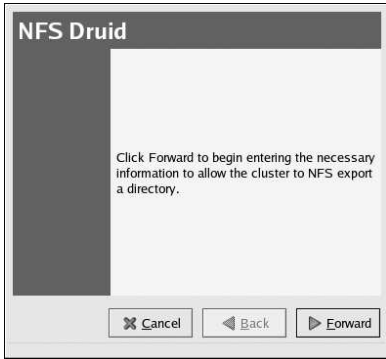 NFS Druid
Click Forward to begin entering the necessary
information to allow the cluster to NFS export
a directory.
Cancel
Back
Forward